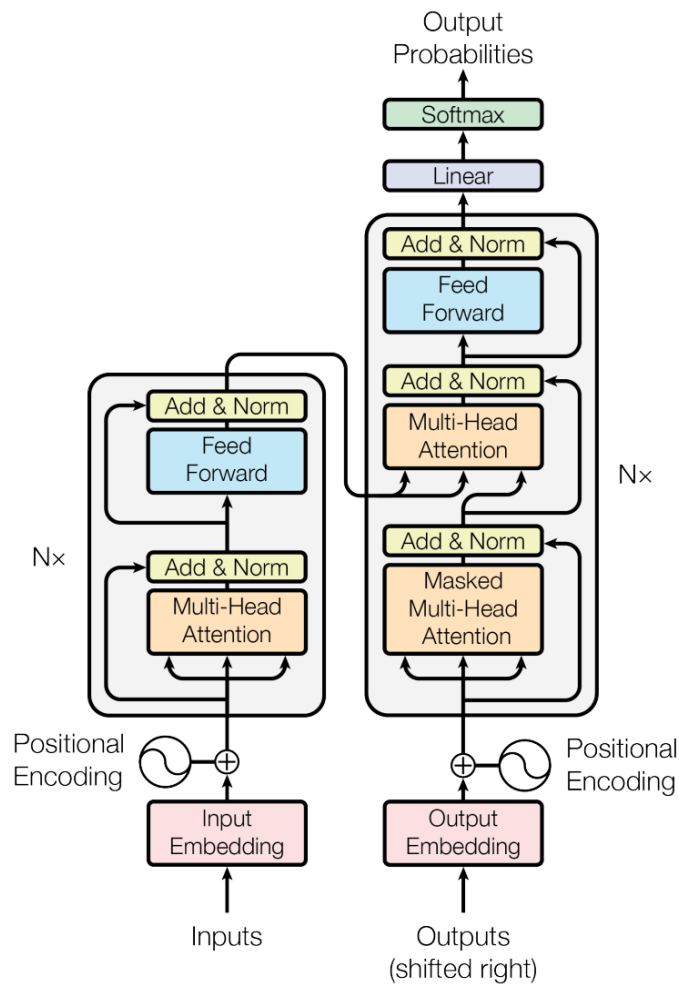 Output
Probabilities
Softmax
Linear
Add & Norm
Feed
Forward
Add & Norm
Multi-Head
Attention
Add & Norm
Masked
Multi-Head
Attention
N×
Add & Norm
Feed
Forward
Add & Norm
Multi-Head
Attention
N×
Positional
Encoding
Positional
Encoding
Input
Embedding
Output
Embedding
Inputs
Outputs
(shifted right)